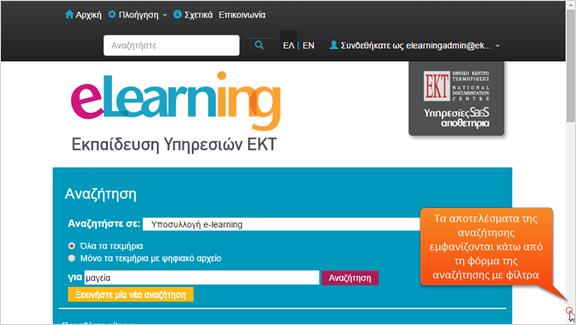 Αρχική Πλοήγηση Σχετικά Επικοινωνία
Αναζητήστε
ΕΛ | EN
Συνδεθήκατε ως elearningadmin@ek...
eLearning
Εκπαίδευση Υπηρεσιών ΕΚΤ
ΕΚΤ
ΕΘΝΙΚΟ ΚΕΝΤΡΟ
ΤΕΚΜΗΡΙΩΣΗΣ
NATIONAL
DOCUMENTATION
CENTRE
Υπηρεσίες SaaS
αποθετήρια
Αναζήτηση
Αναζητήστε σε: Υποσυλλογή e-learning
Όλα τα τεκμήρια
Μόνο τα τεκμήρια με ψηφιακό αρχείο
για μαγεία Αναζήτηση
Ξεκινήστε μία νέα αναζήτηση
Τα αποτελέσματα της
αναζήτησης
εμφανίζονται κάτω από
τη φόρμα της
αναζήτησης με φίλτρα